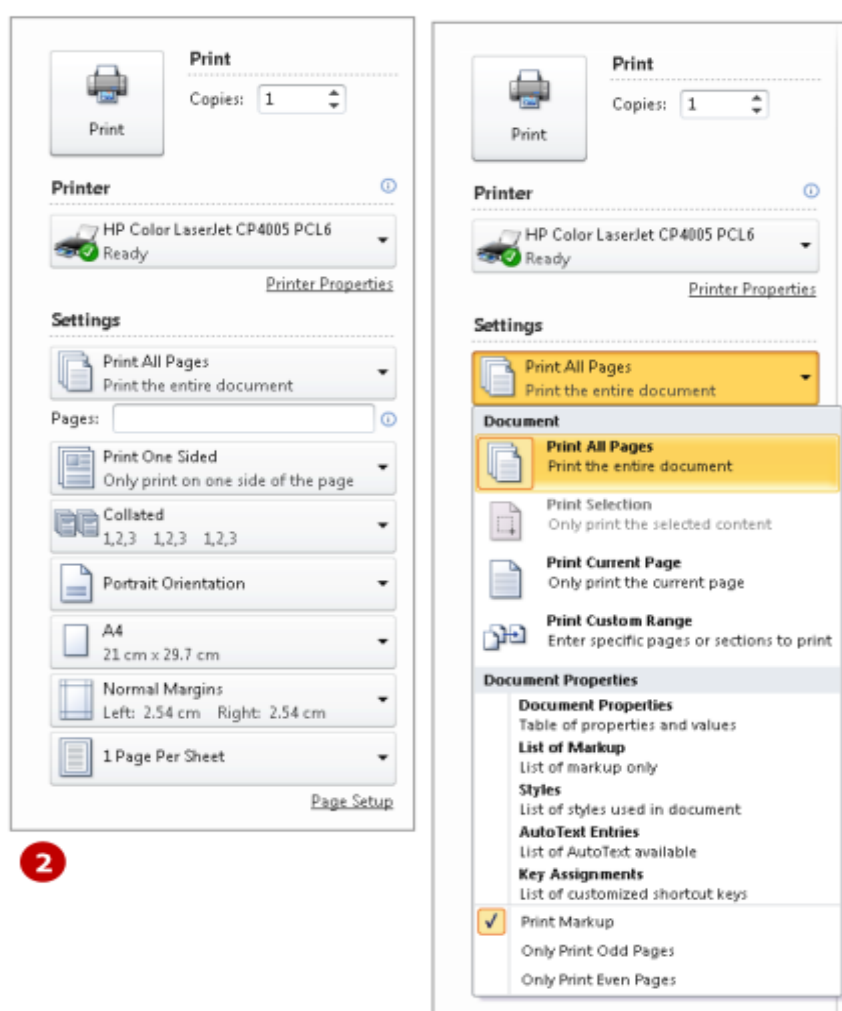 Print
Copies: 1
Print
Printer
HP Color LaserJet CP4005 PCL6
Ready
Printer Properties
Settings
Print All Pages
Print the entire document
Pages:
Print One Sided
Only print on one side of the page
Collated
1,2,3 1,2,3 1,2,3
Portrait Orientation
A4
21 cm x 29.7 cm
Normal Margins
Left: 2.54 cm Right: 2.54 cm
1 Page Per Sheet
Page Setup
2
Print
Copies: 1
Print
Printer
HP Color LaserJet CP4005 PCL6
Ready
Printer Properties
Settings
Print All Pages
Print the entire document
Document
Print All Pages
Print the entire document
Print Selection
Only print the selected content
Print Current Page
Only print the current page
Print Custom Range
Enter specific pages or sections to print
Document Properties
Document Properties
Table of properties and values
List of Markup
List of markup only
Styles
List of styles used in document
AutoText Entries
List of AutoText available
Key Assignments
List of customized shortcut keys
Print Markup
Only Print Odd Pages
Only Print Even Pages